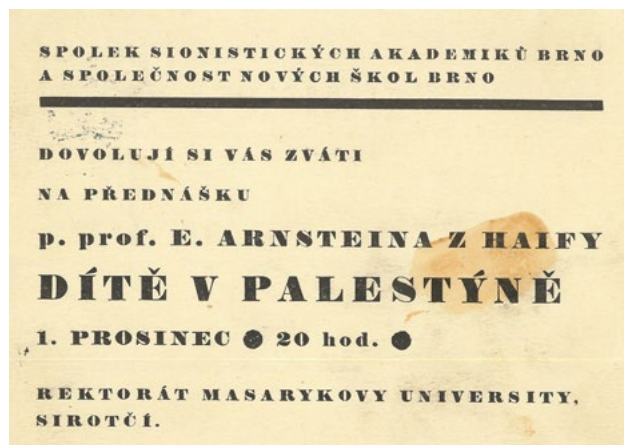 SPOLEK SIONISTICKÝCH AKADEMIKŮ BRNO
A SPOLEČNOST NOVÝCH ŠKOL BRNO
DOVOLUJÍ SI VÁS ZVÁTI
NA PŘEDNÁŠKU
p. prof. E. ARNSTEINA Z HAIFY
DÍTĚ V PALESTÝNĚ
1. PROSINEC ● 20 hod. ●
REKTORÁT MASARYKOVY UNIVERSITY,
SIROTČÍ.